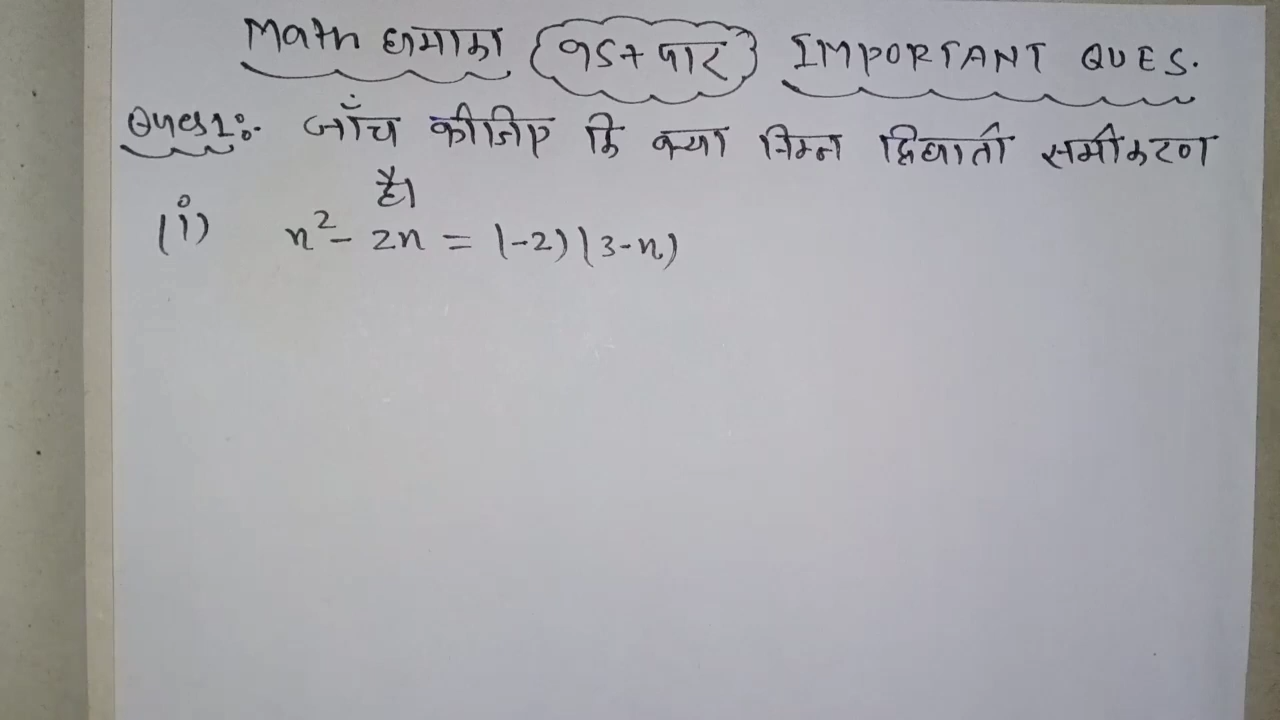 Math धमाका 95+ पार IMPORTANT QUES.
Ques1:- जाँच कीजिए कि क्या निम्न द्विघाती समीकरण
है।
(i) x² - 2x = (-2)(3-x)